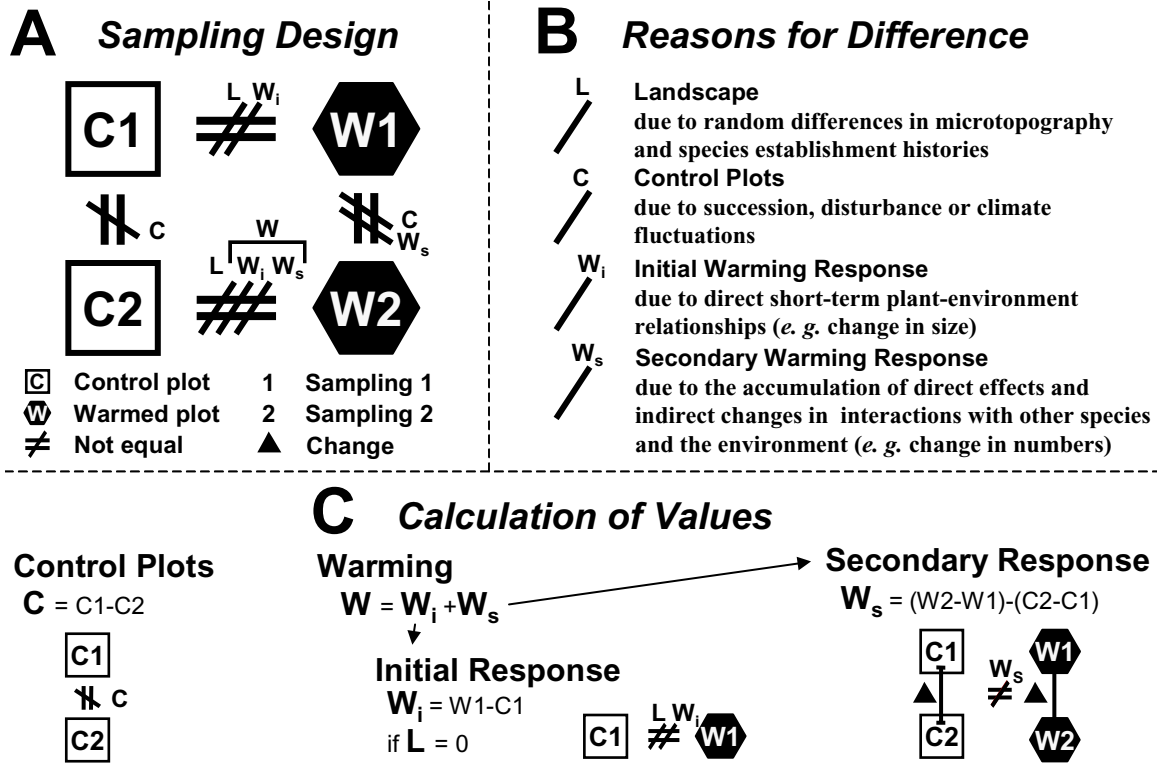 A Sampling Design
L Wi
C1 W1
C
C
Ws
W
L Wi Ws
C2 W2
C Control plot 1 Sampling 1
W Warmed plot 2 Sampling 2
Not equal ▲ Change
B Reasons for Difference
L Landscape
due to random differences in microtopography
and species establishment histories
C Control Plots
due to succession, disturbance or climate
fluctuations
Wi Initial Warming Response
due to direct short-term plant-environment
relationships (e. g. change in size)
Ws Secondary Warming Response
due to the accumulation of direct effects and
indirect changes in interactions with other species
and the environment (e. g. change in numbers)
C Calculation of Values
Control Plots
C = C1-C2
C1
C
C2
Warming
W = Wi +Ws
Initial Response
Wi = W1-C1
if L = 0
L Wi
C1 W1
Secondary Response
Ws = (W2-W1)-(C2-C1)
C1 W1
WS
C2 W2